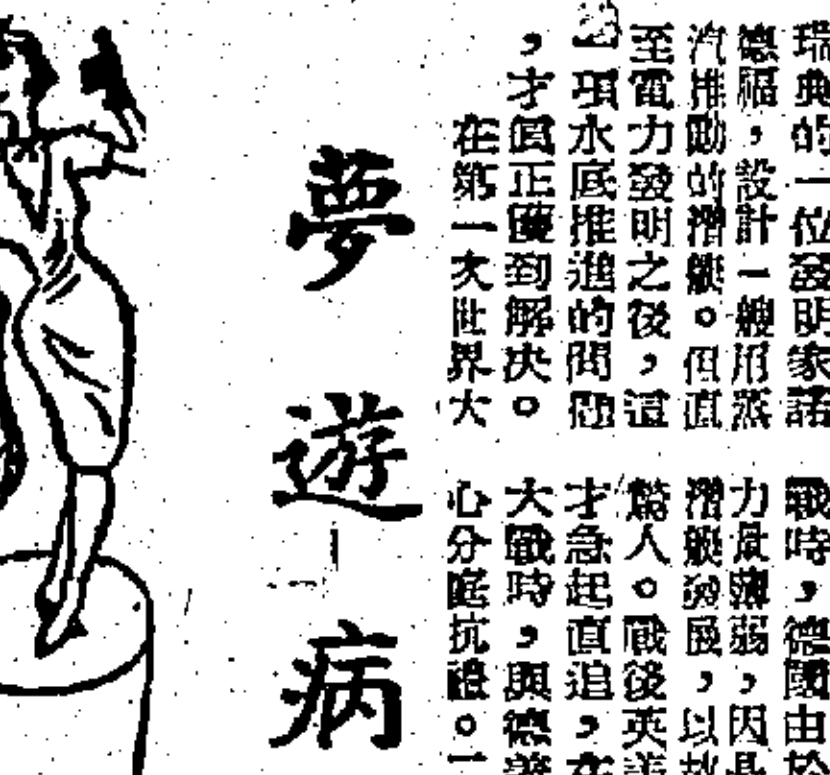 瑞典的一位發明家諾
德福,設計一艘用蒸
汽推動的潛艇。但直
至電力發明之後,這
一項水底推進的問題
,才眞正獲到解决。
在第一次世界大
戰時,德國由於
力量薄弱,因
潛艇發展,以
驚人。戰後英
才急起直追,在
大戰時,與德
心分庭抗禮。一
夢遊病